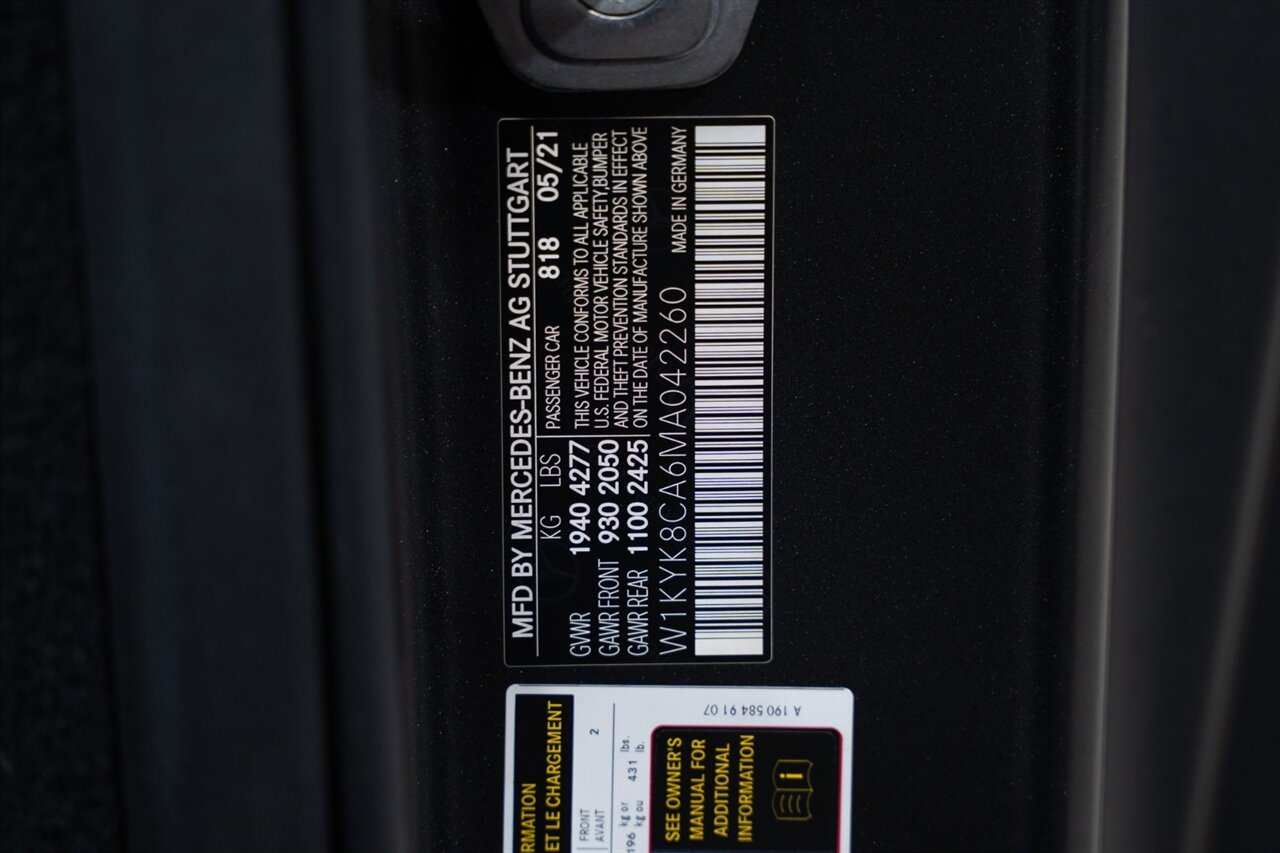 MFD BY MERCEDES-BENZ AG STUTTGART
KG LBS PASSENGER CAR 818 05/21
GVWR 1940 4277 THIS VEHICLE CONFORMS TO ALL APPLICABLE
GAWR FRONT 930 2050 U.S. FEDERAL MOTOR VEHICLE SAFETY,BUMPER
GAWR REAR 1100 2425 AND THEFT PREVENTION STANDARDS IN EFFECT
ON THE DATE OF MANUFACTURE SHOWN ABOVE
W1KYK8CA6MA042260 MADE IN GERMANY
RMATION
ET LE CHARGEMENT
FRONT 2
AVANT
196 kg or 431 lbs.
kg ou lb.
SEE OWNER'S
MANUAL FOR
ADDITIONAL
INFORMATION
i
A 190 584 91 07